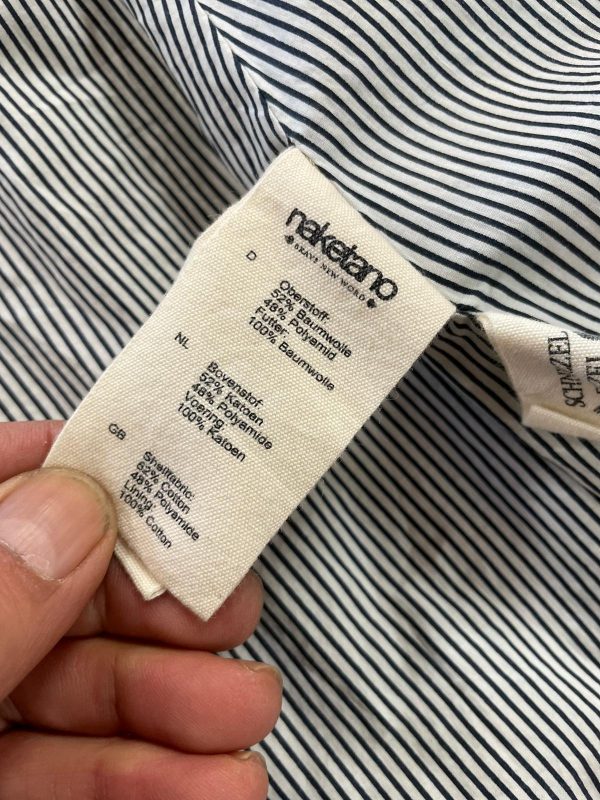 naketano
BRAVE NEW WORLD
D
Oberstoff:
52% Baumwolle
48% Polyamid
Futter:
100% Baumwolle
NL
Bovenstof:
52% Katoen
48% Polyamide
Voering:
100% Katoen
GB
Shellfabric:
52% Cotton
48% Polyamide
Lining:
100% Cotton